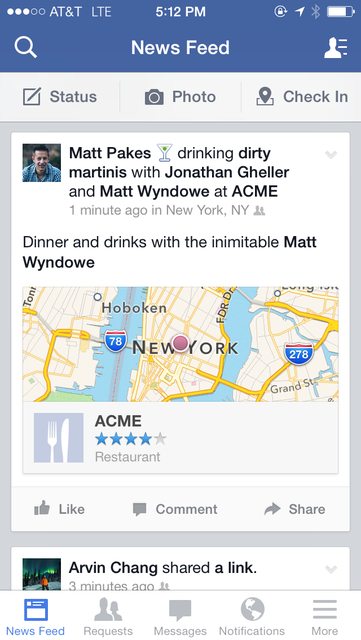 AT&T LTE 5:12 PM
News Feed
Status Photo Check In
Matt Pakes drinking dirty
martinis with Jonathan Gheller
and Matt Wyndowe at ACME
1 minute ago in New York, NY
Dinner and drinks with the inimitable Matt
Wyndowe
Hoboken
FDR Dr
78
NEW YORK
278
Grand St.
ACME
Restaurant
Like Comment Share
Arvin Chang shared a link.
3 minutes ago
News Feed Requests Messages Notifications More